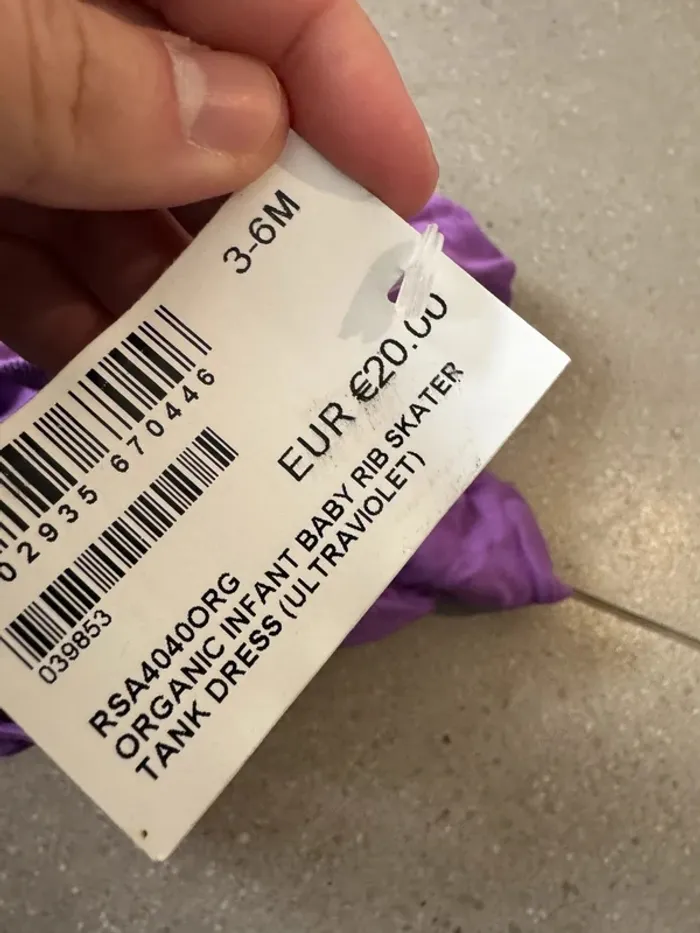 3-6M
EUR €20.00
02935 670446
039853
RSA4040ORG
ORGANIC INFANT BABY RIB SKATER
TANK DRESS (ULTRAVIOLET)